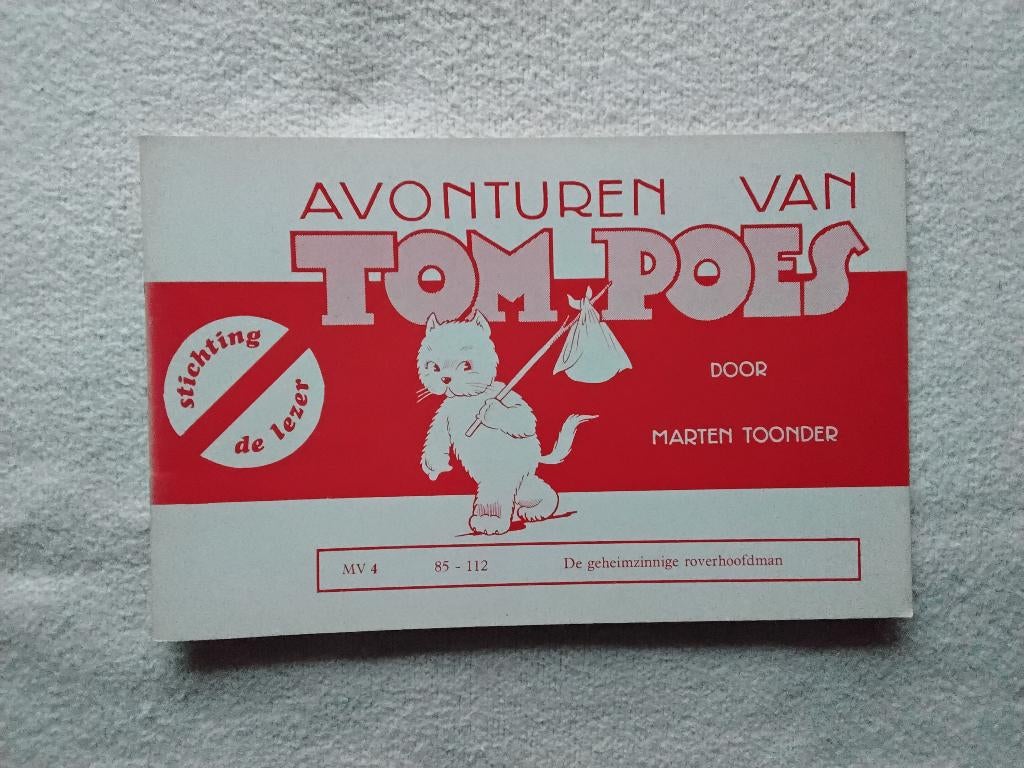 AVONTUREN VAN
TOM POES
stichting
de lezer
DOOR
MARTEN TOONDER
MV 4 85 - 112 De geheimzinnige roverhoofdman